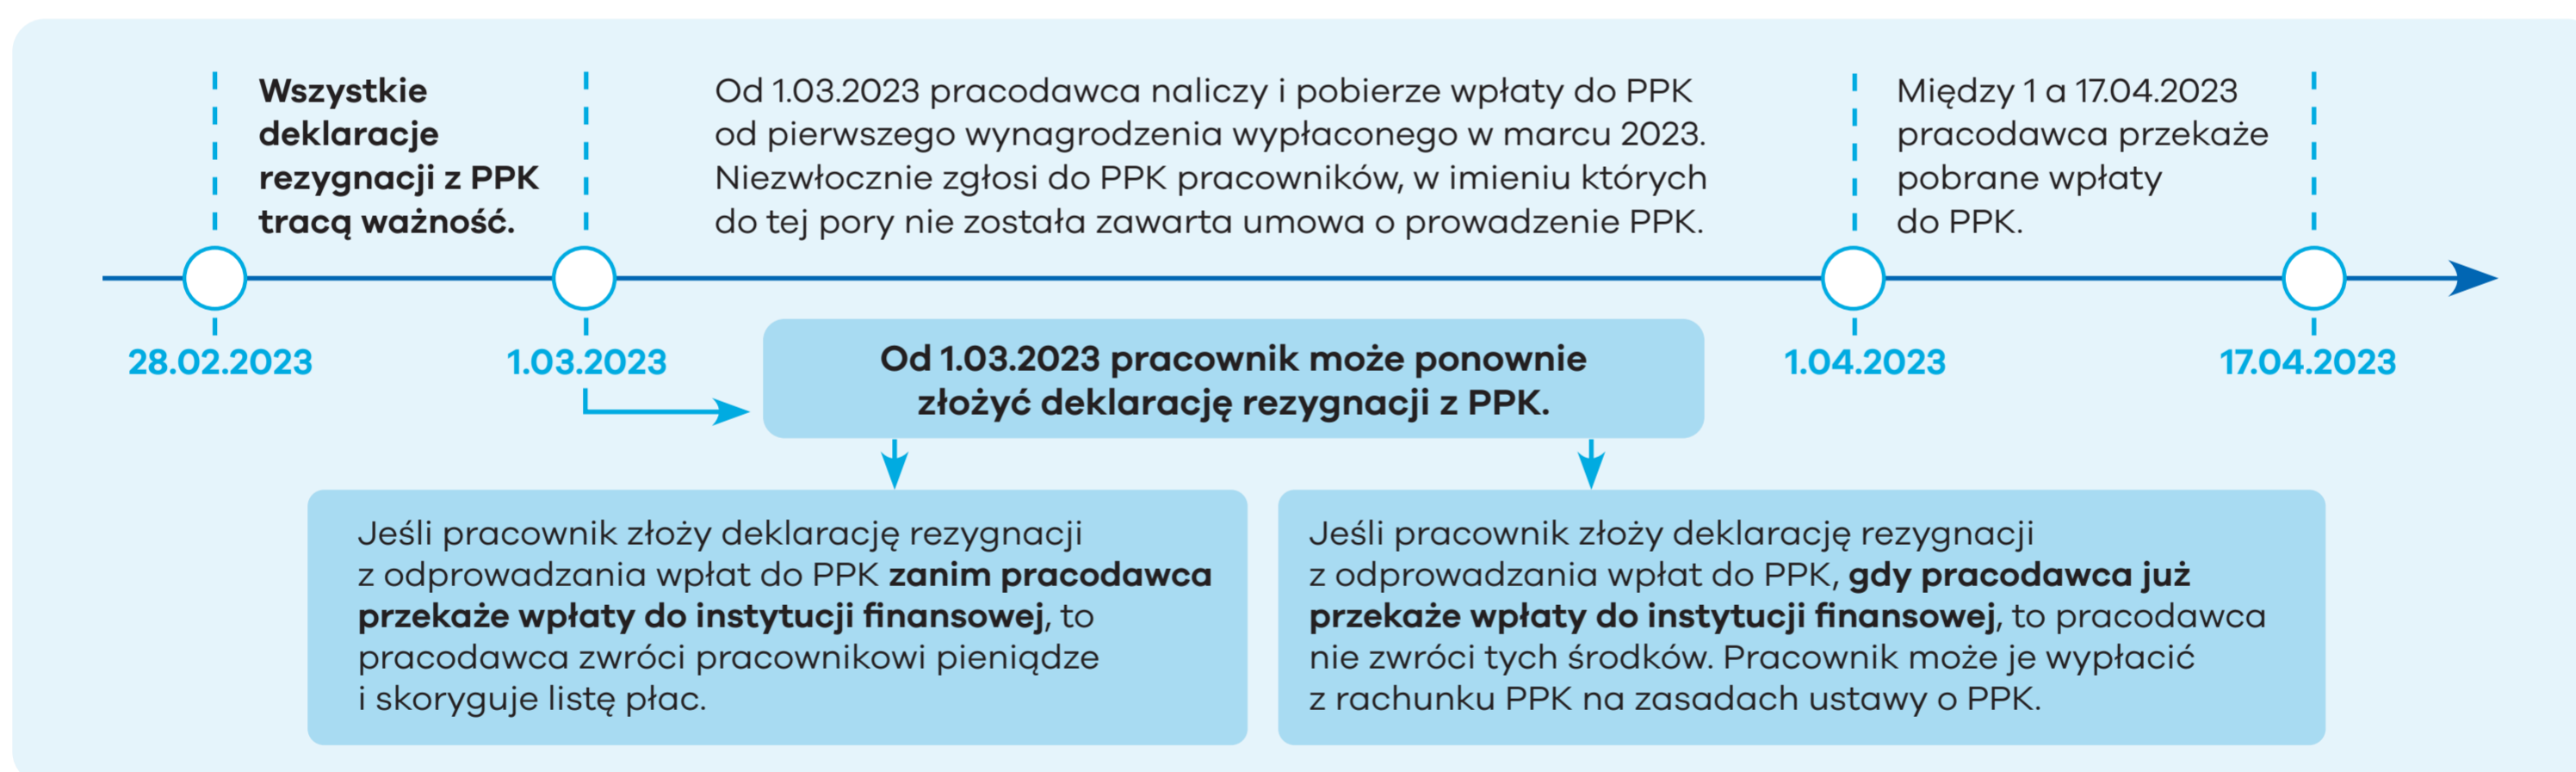 Wszystkie
deklaracje
rezygnacji z PPK
tracą ważność.
Od 1.03.2023 pracodawca naliczy i pobierze wpłaty do PPK
od pierwszego wynagrodzenia wypłaconego w marcu 2023.
Niezwłocznie zgłosi do PPK pracowników, w imieniu których
do tej pory nie została zawarta umowa o prowadzenie PPK.
Między 1 a 17.04.2023
pracodawca przekaże
pobrane wpłaty
do PPK.
28.02.2023
1.03.2023
1.04.2023
17.04.2023
Od 1.03.2023 pracownik może ponownie
złożyć deklarację rezygnacji z PPK.
Jeśli pracownik złoży deklarację rezygnacji
z odprowadzania wpłat do PPK zanim pracodawca
przekaże wpłaty do instytucji finansowej, to
pracodawca zwróci pracownikowi pieniądze
i skoryguje listę płac.
Jeśli pracownik złoży deklarację rezygnacji
z odprowadzania wpłat do PPK, gdy pracodawca już
przekaże wpłaty do instytucji finansowej, to pracodawca
nie zwróci tych środków. Pracownik może je wypłacić
z rachunku PPK na zasadach ustawy o PPK.